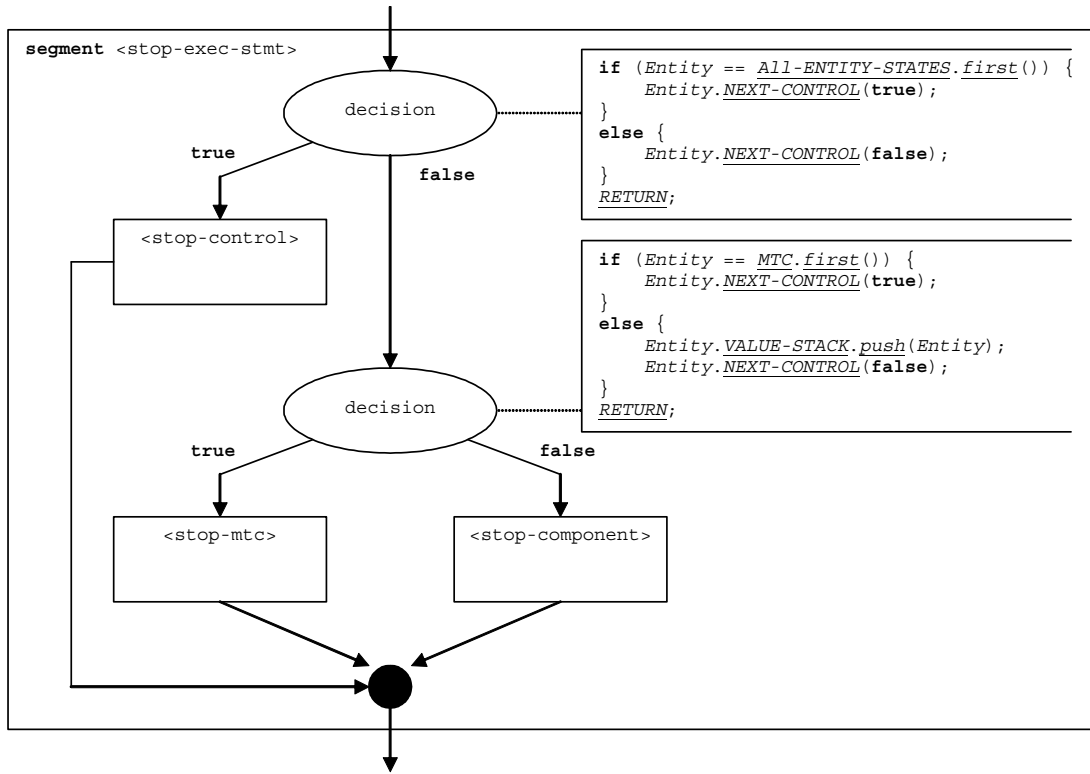 segment <stop-exec-stmt>
decision
if (Entity == All-ENTITY-STATES.first()) {
Entity.NEXT-CONTROL(true);
}
else {
Entity.NEXT-CONTROL(false);
}
RETURN;
true
false
<stop-control>
if (Entity == MTC.first()) {
Entity.NEXT-CONTROL(true);
}
else {
Entity.VALUE-STACK.push(Entity);
Entity.NEXT-CONTROL(false);
}
RETURN;
decision
true
false
<stop-mtc>
<stop-component>